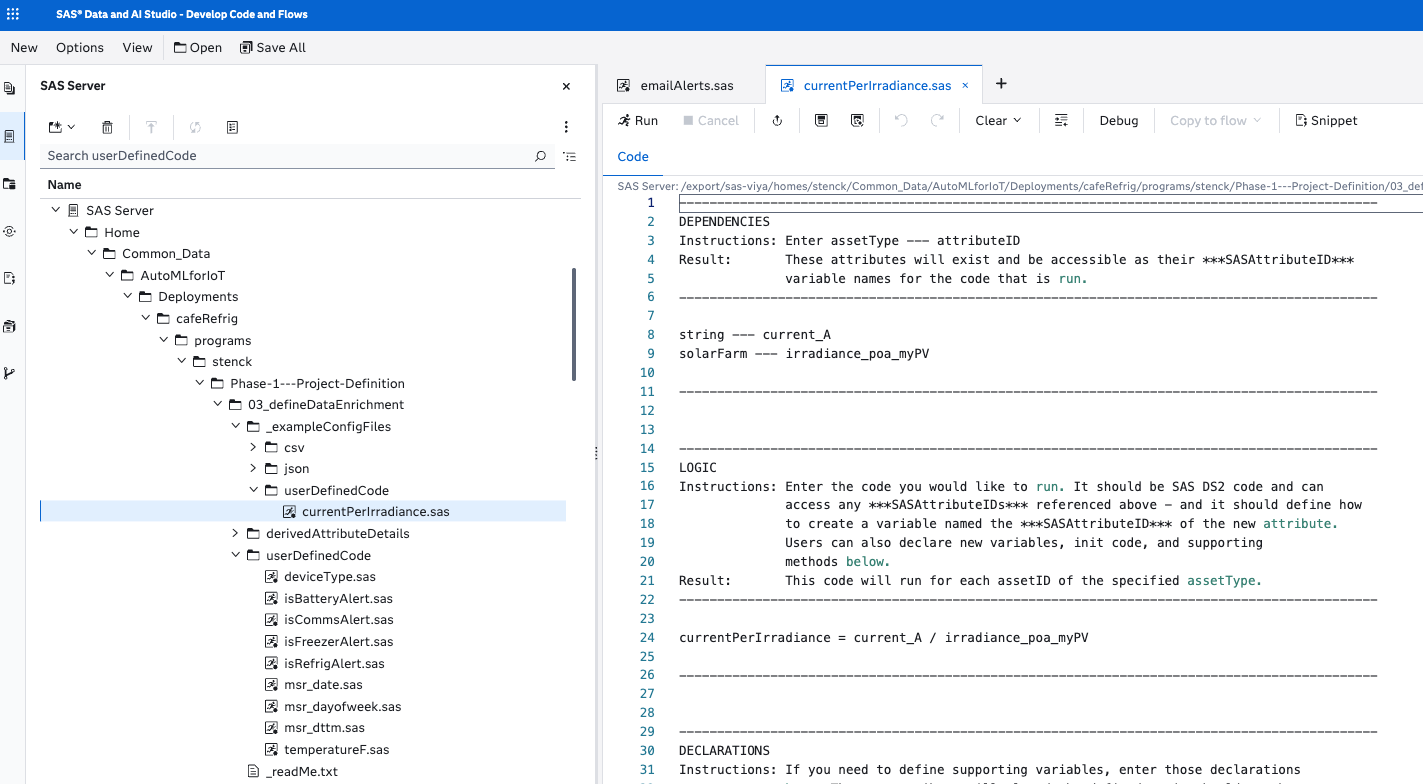 SAS® Data and AI Studio - Develop Code and Flows
New Options View Open Save All
SAS Server
Search userDefinedCode
Name
SAS Server
Home
Common_Data
AutoMLforIoT
Deployments
cafeRefrig
programs
stenck
Phase-1---Project-Definition
03_defineDataEnrichment
_exampleConfigFiles
csv
json
userDefinedCode
currentPerIrradiance.sas
derivedAttributeDetails
userDefinedCode
deviceType.sas
isBatteryAlert.sas
isCommsAlert.sas
isFreezerAlert.sas
isRefrigAlert.sas
msr_date.sas
msr_dayofweek.sas
msr_dttm.sas
temperatureF.sas
_readMe.txt
emailAlerts.sas currentPerIrradiance.sas × +
Run Cancel Clear Debug Copy to flow Snippet
Code
SAS Server: /export/sas-viya/homes/stenck/Common_Data/AutoMLforIoT/Deployments/cafeRefrig/programs/stenck/Phase-1---Project-Definition/03_def
1 --------------------------------------------------------------------------------------------
2 DEPENDENCIES
3 Instructions: Enter assetType --- attributeID
4 Result: These attributes will exist and be accessible as their ***SASAttributeID***
5 variable names for the code that is run.
6 --------------------------------------------------------------------------------------------
7
8 string --- current_A
9 solarFarm --- irradiance_poa_myPV
10
11 --------------------------------------------------------------------------------------------
12
13
14 --------------------------------------------------------------------------------------------
15 LOGIC
16 Instructions: Enter the code you would like to run. It should be SAS DS2 code and can
17 access any ***SASAttributeIDs*** referenced above - and it should define how
18 to create a variable named the ***SASAttributeID*** of the new attribute.
19 Users can also declare new variables, init code, and supporting
20 methods below.
21 Result: This code will run for each assetID of the specified assetType.
22 --------------------------------------------------------------------------------------------
23
24 currentPerIrradiance = current_A / irradiance_poa_myPV
25
26 --------------------------------------------------------------------------------------------
27
28
29 --------------------------------------------------------------------------------------------
30 DECLARATIONS
31 Instructions: If you need to define supporting variables, enter those declarations